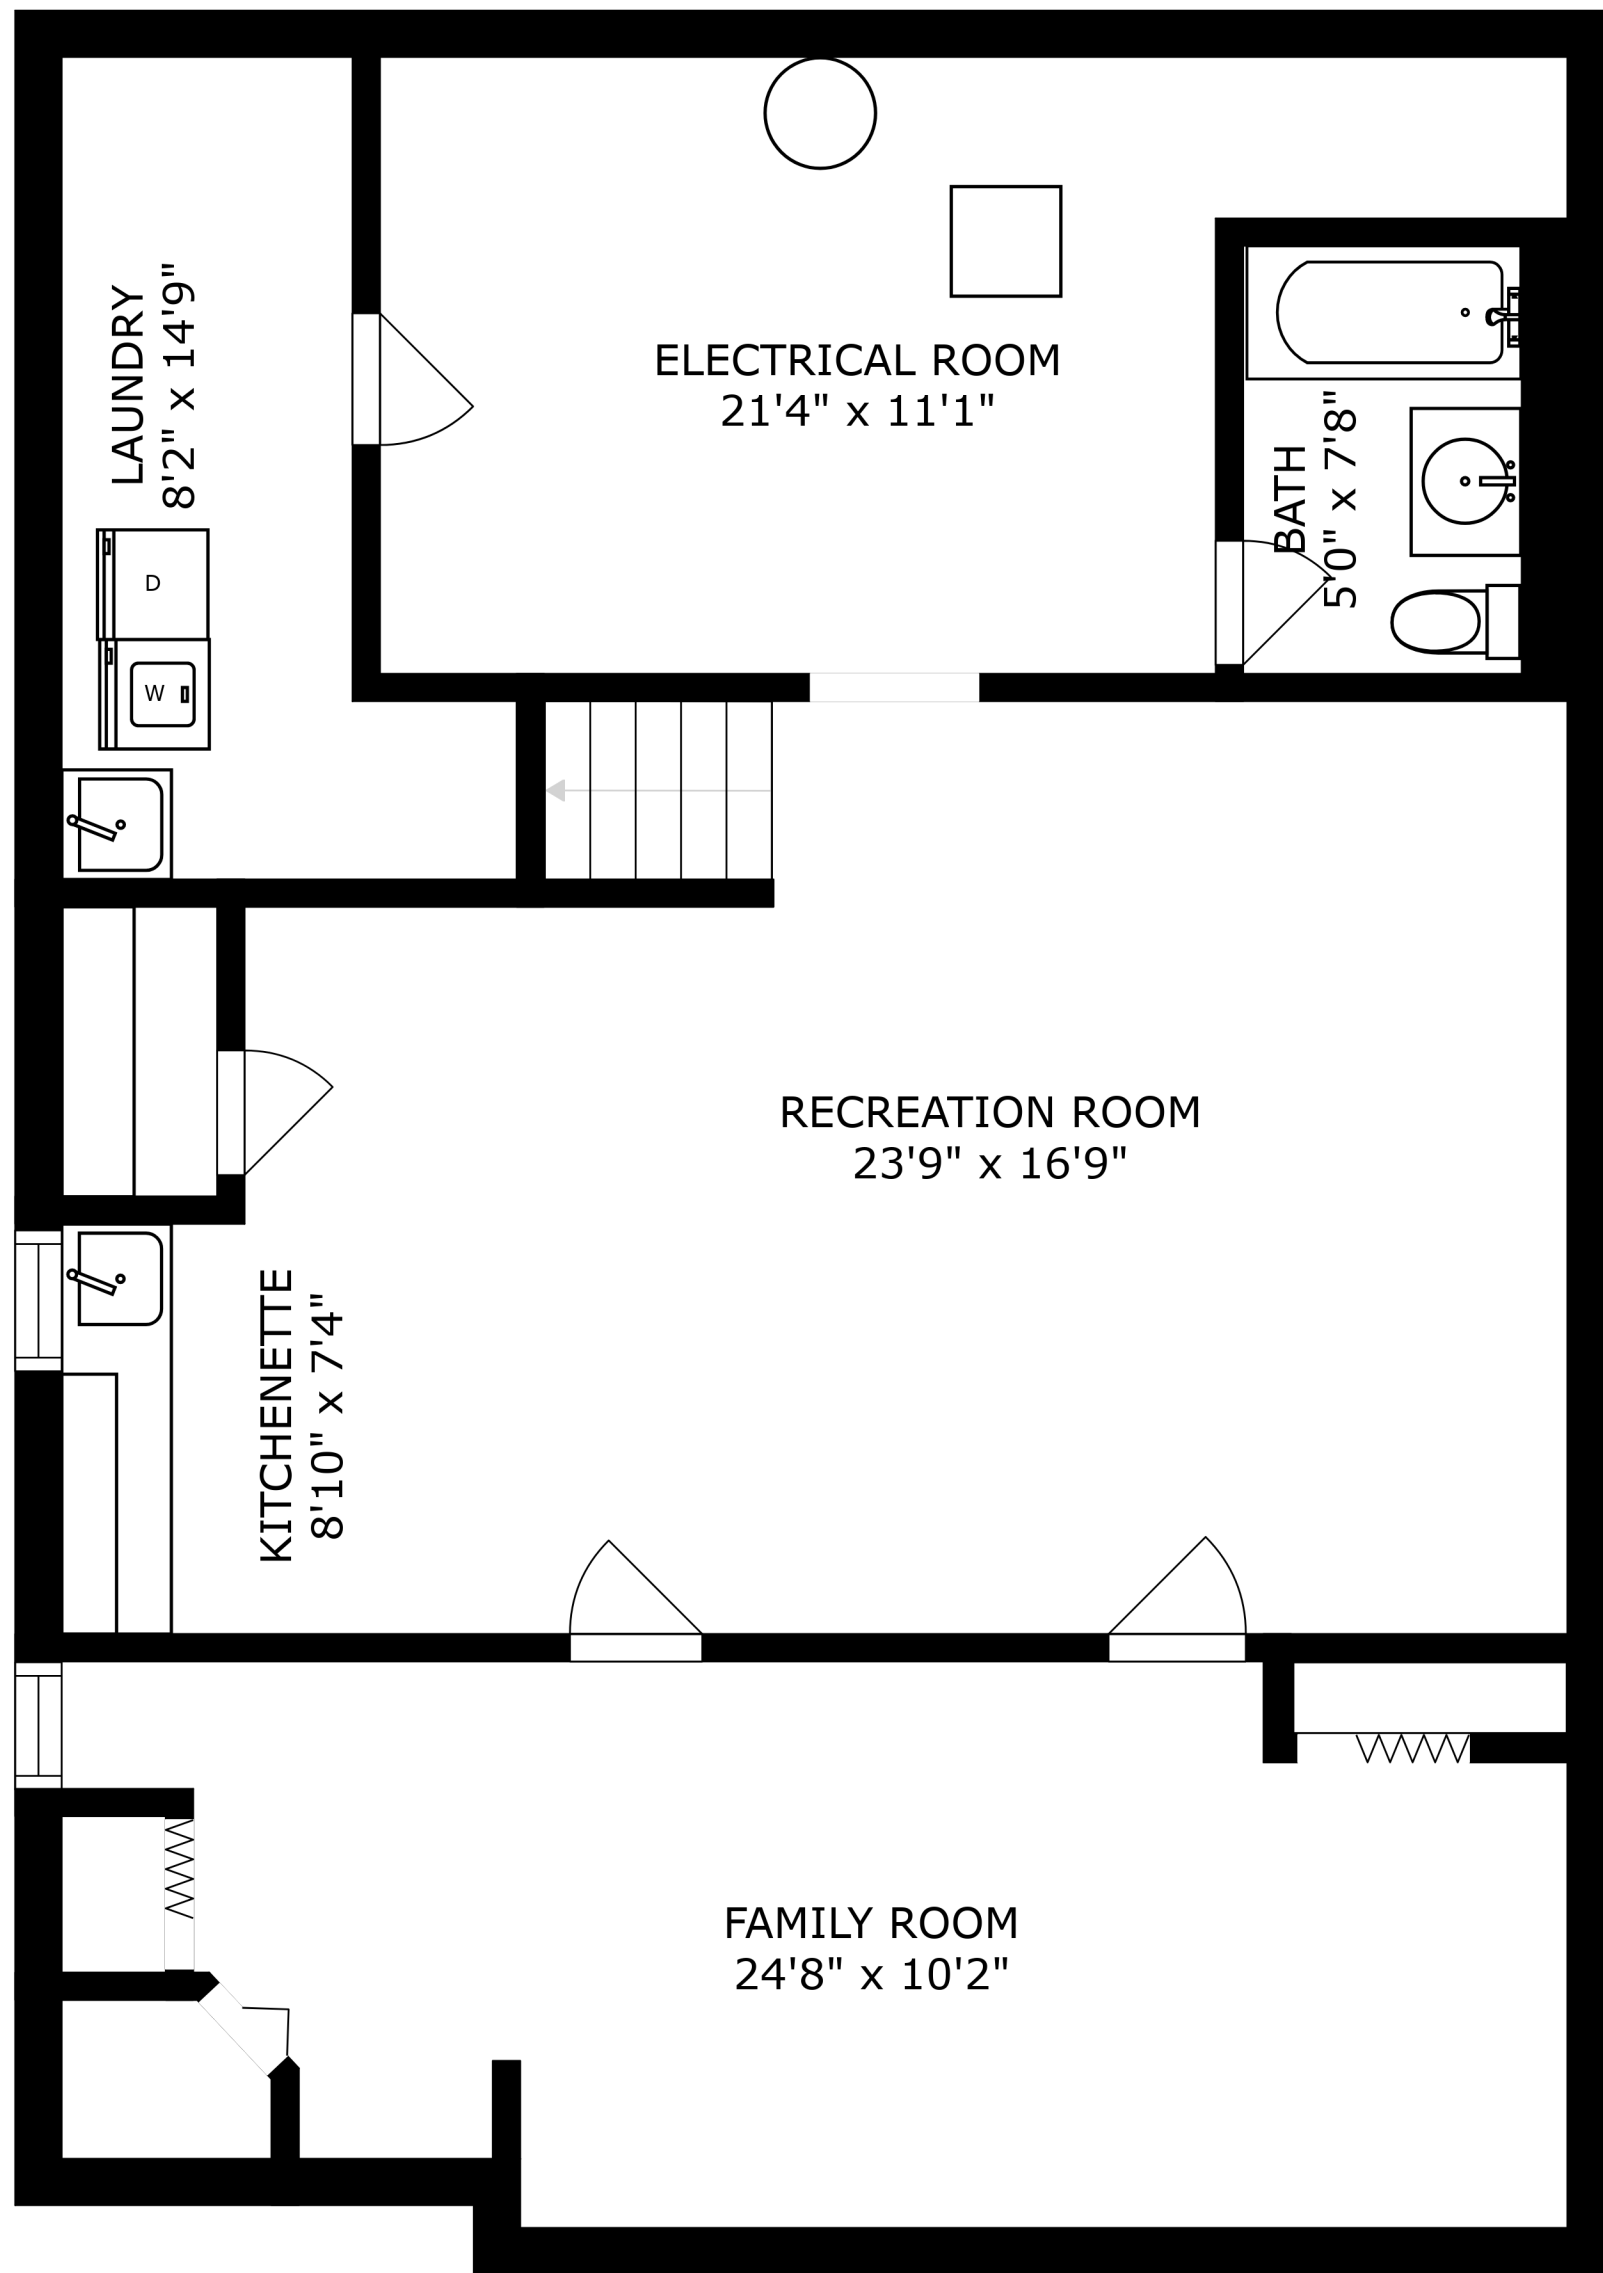 LAUNDRY
8'2" x 14'9"
ELECTRICAL ROOM
21'4" x 11'1"
BATH
5'0" x 7'8"
D
W
RECREATION ROOM
23'9" x 16'9"
KITCHENETTE
8'10" x 7'4"
FAMILY ROOM
24'8" x 10'2"